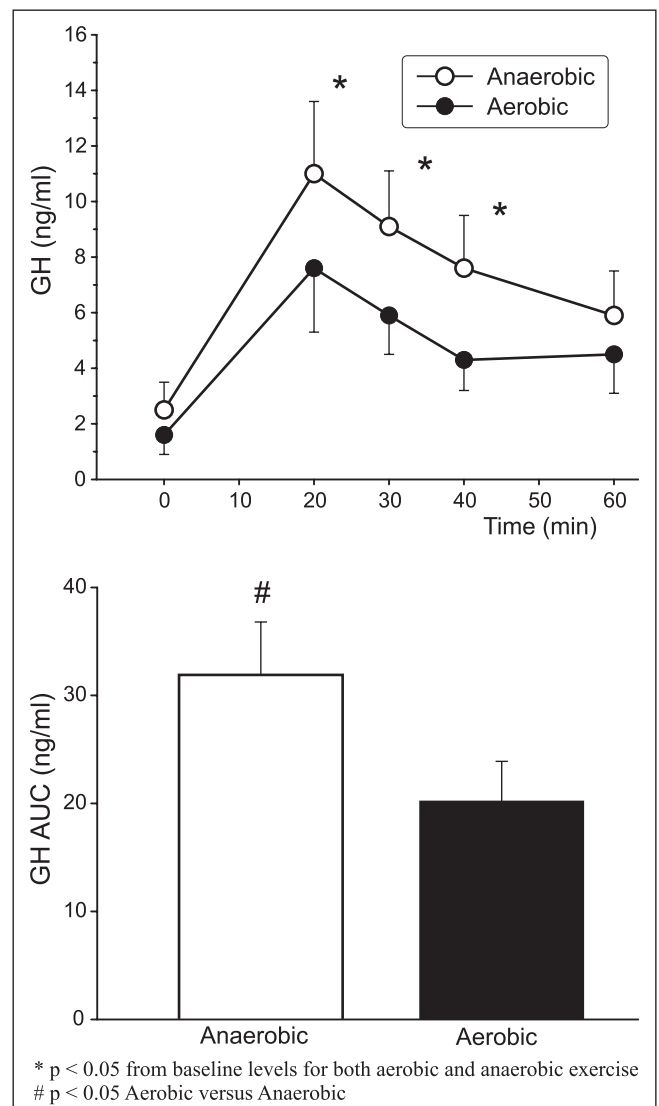 16
14
12
10
8
6
4
2
0
GH (ng/ml)
*
*
*
Anaerobic
Aerobic
0 10 20 30 40 50 60
Time (min)
40
30
20
10
0
GH AUC (ng/ml)
#
Anaerobic Aerobic
* p < 0.05 from baseline levels for both aerobic and anaerobic exercise
# p < 0.05 Aerobic versus Anaerobic